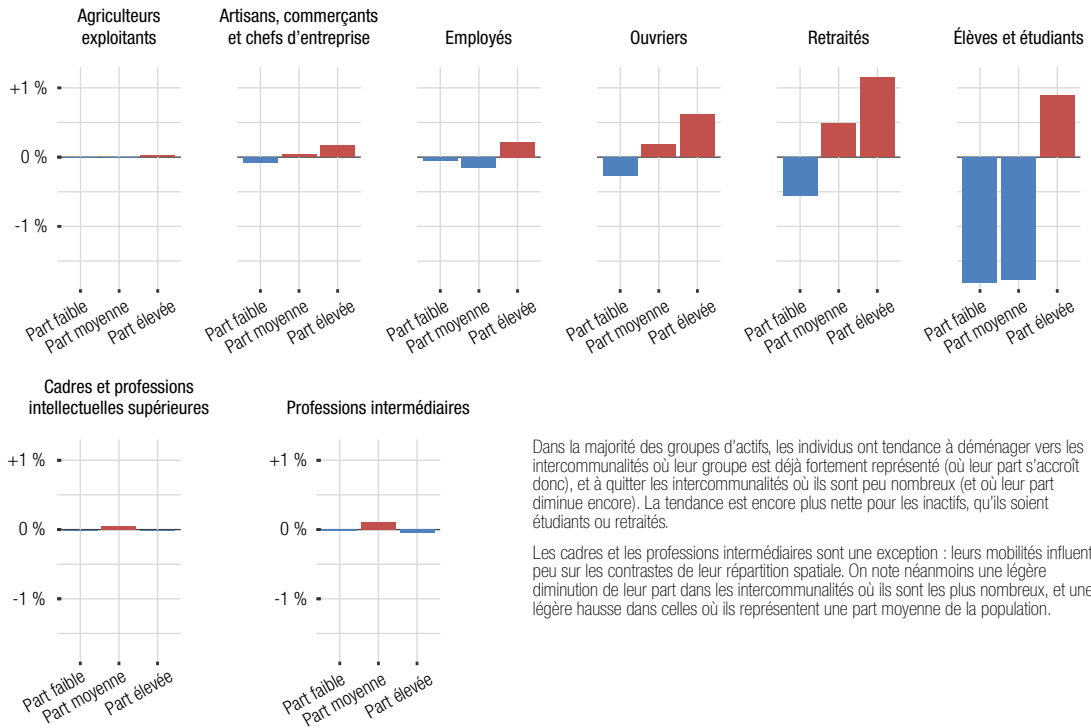 Agriculteurs
exploitants
Artisans, commerçants
et chefs d'entreprise
Employés
Ouvriers
Retraités
Élèves et étudiants
+1 %
0 %
-1 %
Part faible
Part moyenne
Part élevée
Part faible
Part moyenne
Part élevée
Part faible
Part moyenne
Part élevée
Part faible
Part moyenne
Part élevée
Part faible
Part moyenne
Part élevée
Part faible
Part moyenne
Part élevée
Cadres et professions
intellectuelles supérieures
+1 %
0 %
-1 %
Part faible
Part moyenne
Part élevée
Professions intermédiaires
+1 %
0 %
-1 %
Part faible
Part moyenne
Part élevée
Dans la majorité des groupes d'actifs, les individus ont tendance à déménager vers les
intercommunalités où leur groupe est déjà fortement représenté (où leur part s'accroît
donc), et à quitter les intercommunalités où ils sont peu nombreux (et où leur part
diminue encore). La tendance est encore plus nette pour les inactifs, qu'ils soient
étudiants ou retraités.
Les cadres et les professions intermédiaires sont une exception : leurs mobilités influent
peu sur les contrastes de leur répartition spatiale. On note néanmoins une légère
diminution de leur part dans les intercommunalités où ils sont les plus nombreux, et une
légère hausse dans celles où ils représentent une part moyenne de la population.